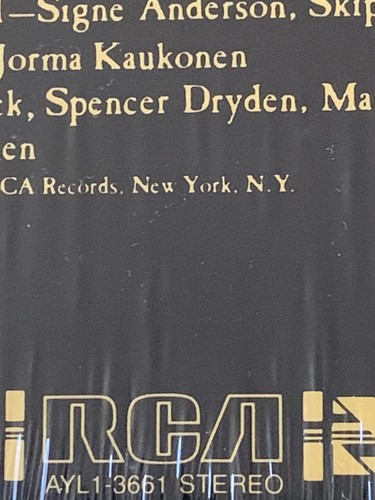 —Signe Anderson, Skip
Jorma Kaukonen
ck, Spencer Dryden, Ma
en
CA Records, New York, N.Y.
RCA
AYL1-3661 STEREO